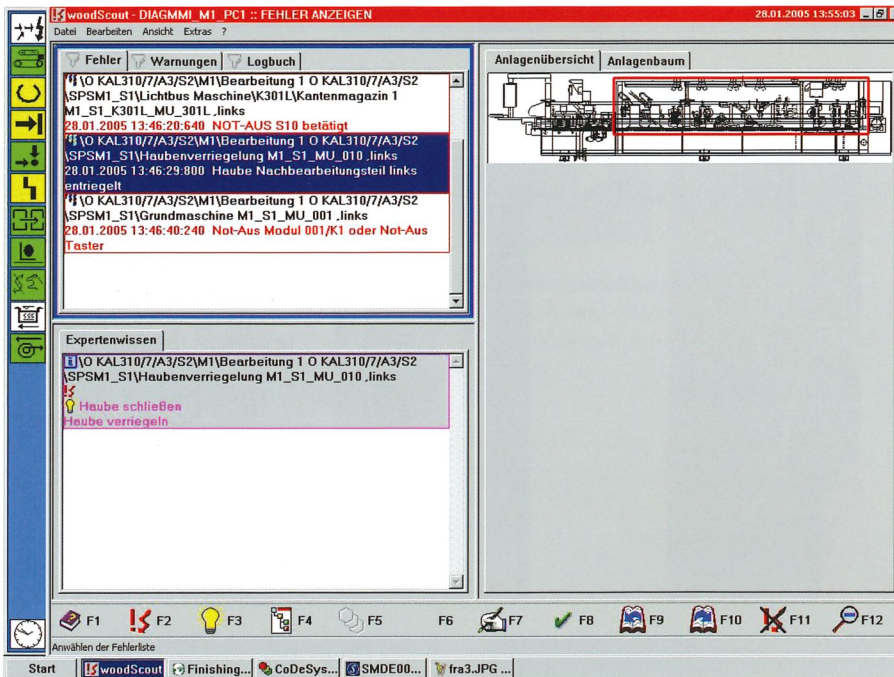 woodScout - DIAGMMI_M1_PC1 :: FEHLER ANZEIGEN 28.01.2005 13:55:03
Datei Bearbeiten Ansicht Extras ?
Fehler Warnungen Logbuch
\O KAL310/7/A3/S2\M1\Bearbeitung 1 O KAL310/7/A3/S2
\SPSM1_S1\Lichtbus Maschine\K301L\Kantenmagazin 1
M1_S1_K301L_MU_301L ,links
28.01.2005 13:46:20:640 NOT-AUS S10 betätigt
\O KAL310/7/A3/S2\M1\Bearbeitung 1 O KAL310/7/A3/S2
\SPSM1_S1\Haubenverriegelung M1_S1_MU_010 ,links
28.01.2005 13:46:29:800 Haube Nachbearbeitungsteil links
entriegelt
\O KAL310/7/A3/S2\M1\Bearbeitung 1 O KAL310/7/A3/S2
\SPSM1_S1\Grundmaschine M1_S1_MU_001 ,links
28.01.2005 13:46:40:240 Not-Aus Modul 001/K1 oder Not-Aus
Taster
Expertenwissen
\O KAL310/7/A3/S2\M1\Bearbeitung 1 O KAL310/7/A3/S2
\SPSM1_S1\Haubenverriegelung M1_S1_MU_010 ,links
Haube schließen
Haube verriegeln
Anlagenübersicht Anlagenbaum
F1 F2 F3 F4 F5 F6 F7 F8 F9 F10 F11 F12
Anwählen der Fehlerliste
Start woodScout Finishing... CoDeSys... SMDE00... fra3.JPG ...